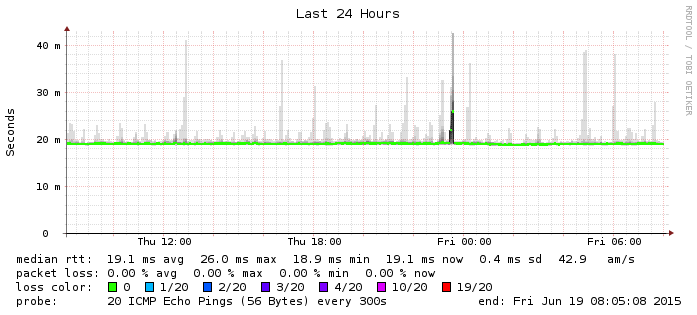 Last 24 Hours
RRDTOOL / TOBI OETIKER
Seconds
40 m
30 m
20 m
10 m
0
Thu 12:00 Thu 18:00 Fri 00:00 Fri 06:00
median rtt: 19.1 ms avg 26.0 ms max 18.9 ms min 19.1 ms now 0.4 ms sd 42.9 am/s
packet loss: 0.00 % avg 0.00 % max 0.00 % min 0.00 % now
loss color: 0 1/20 2/20 3/20 4/20 10/20 19/20
probe: 20 ICMP Echo Pings (56 Bytes) every 300s end: Fri Jun 19 08:05:08 2015